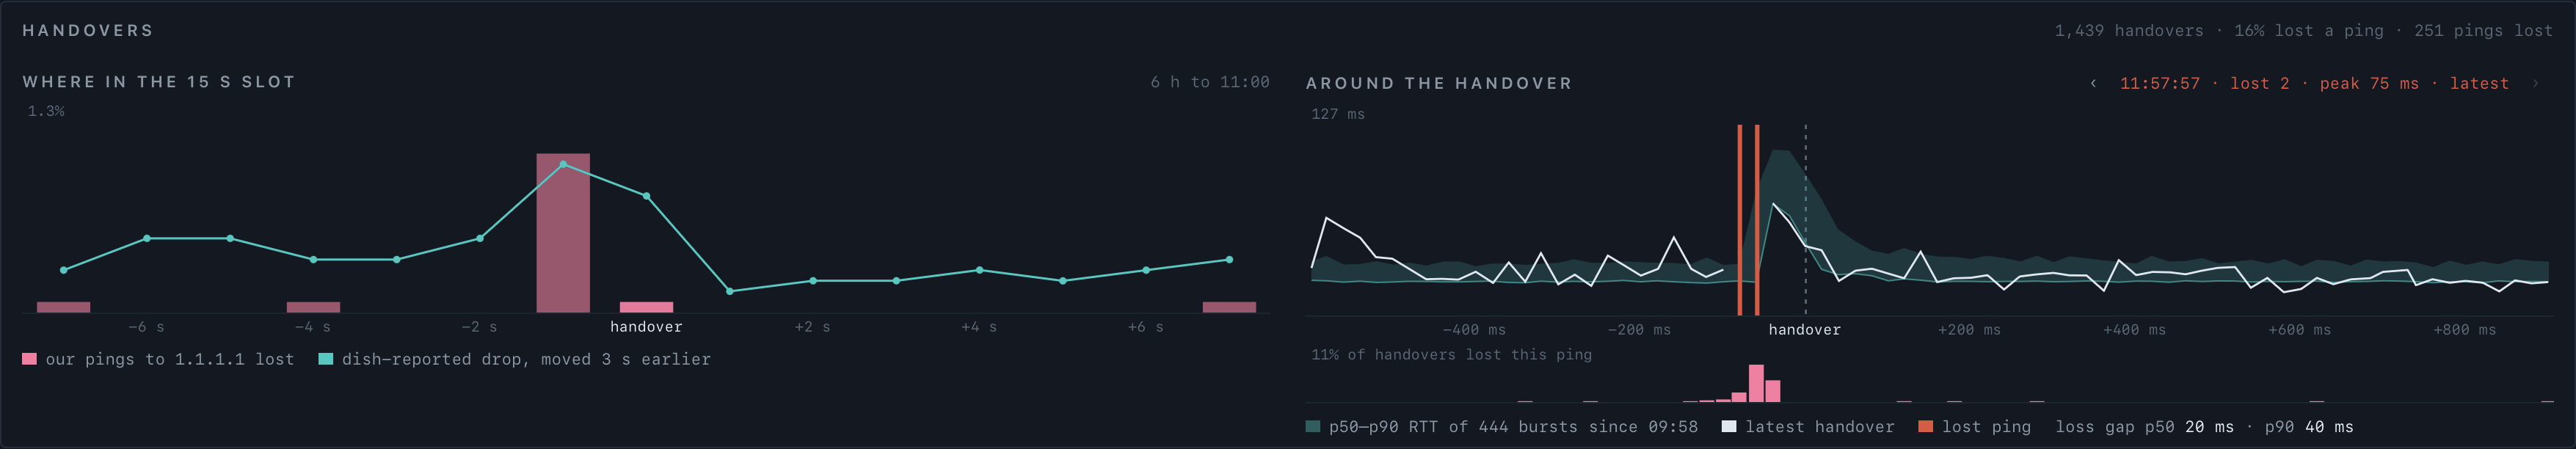 HANDOVERS
1,439 handovers · 16% lost a ping · 251 pings lost
WHERE IN THE 15 S SLOT
6 h to 11:00
1.3%
−6 s −4 s −2 s handover +2 s +4 s +6 s
our pings to 1.1.1.1 lost dish-reported drop, moved 3 s earlier
AROUND THE HANDOVER
‹ 11:57:57 · lost 2 · peak 75 ms · latest ›
127 ms
−400 ms −200 ms handover +200 ms +400 ms +600 ms +800 ms
11% of handovers lost this ping
p50–p90 RTT of 444 bursts since 09:58 latest handover lost ping loss gap p50 20 ms · p90 40 ms